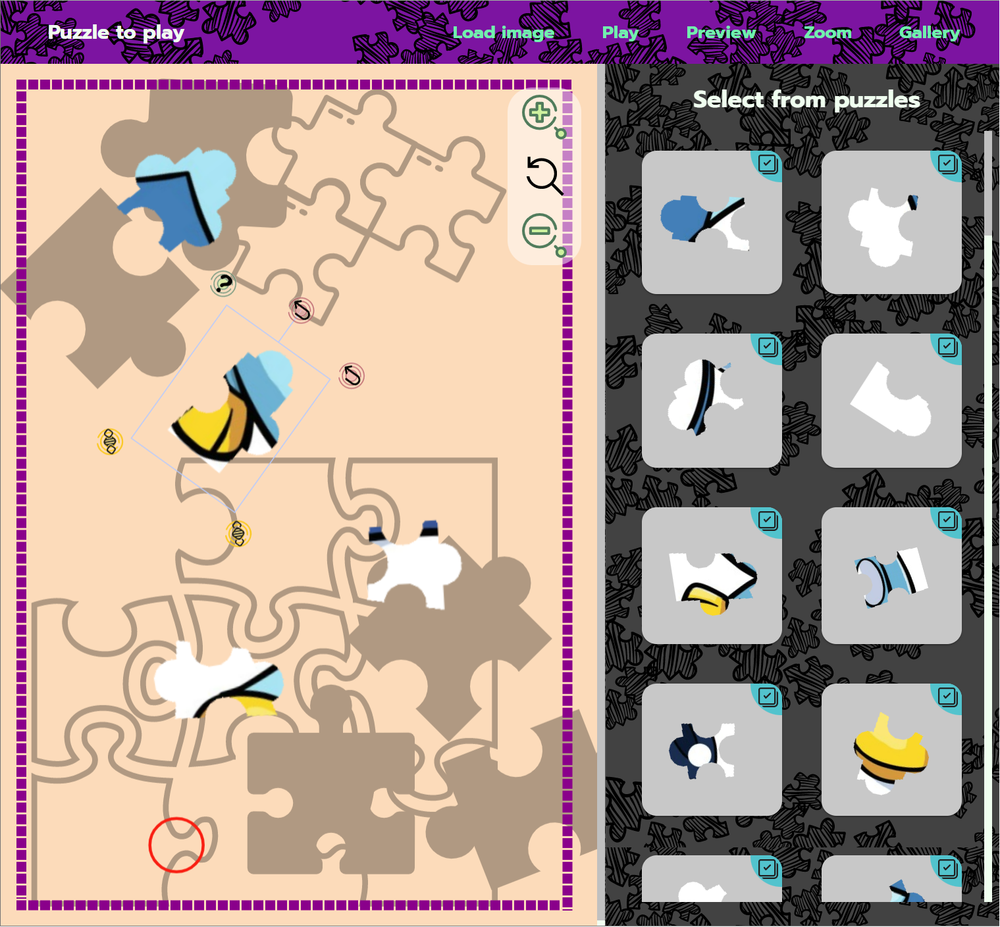 Puzzle to play
Load image
Play
Preview
Zoom
Gallery
Select from puzzles
?